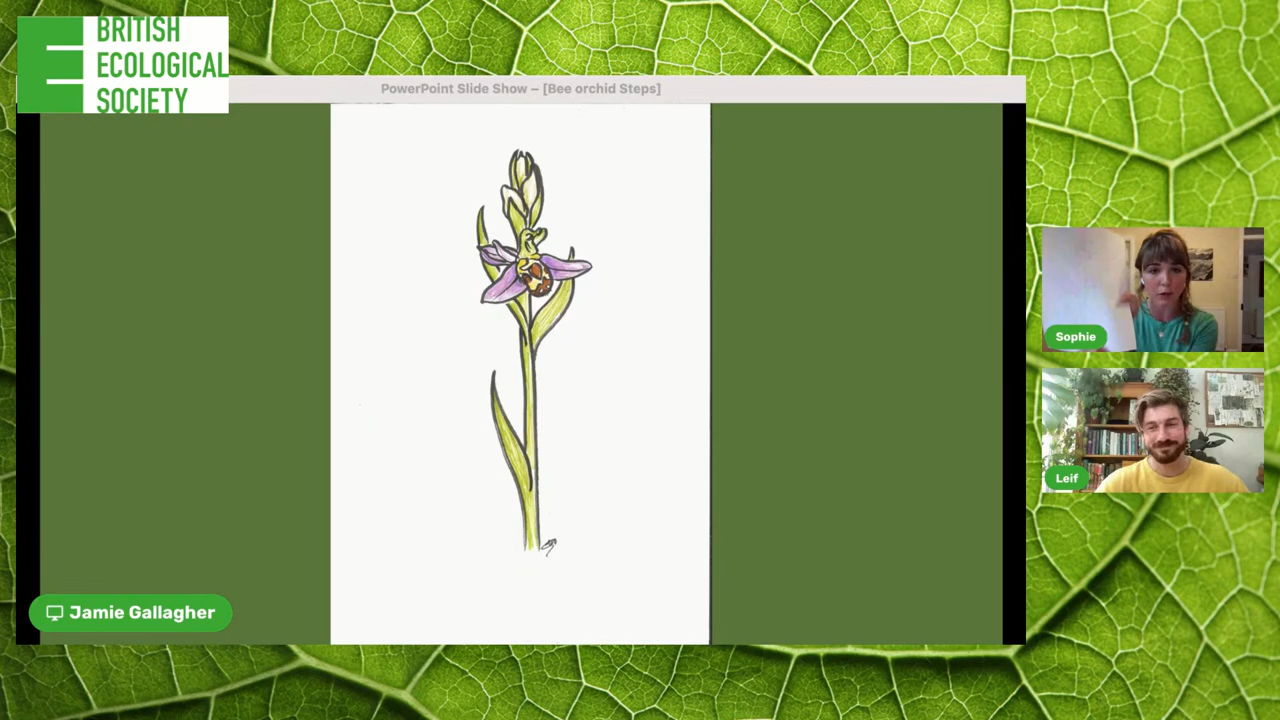 BRITISH
ECOLOGICAL
SOCIETY
PowerPoint Slide Show – [Bee orchid Steps]
Sophie
Leif
Jamie Gallagher